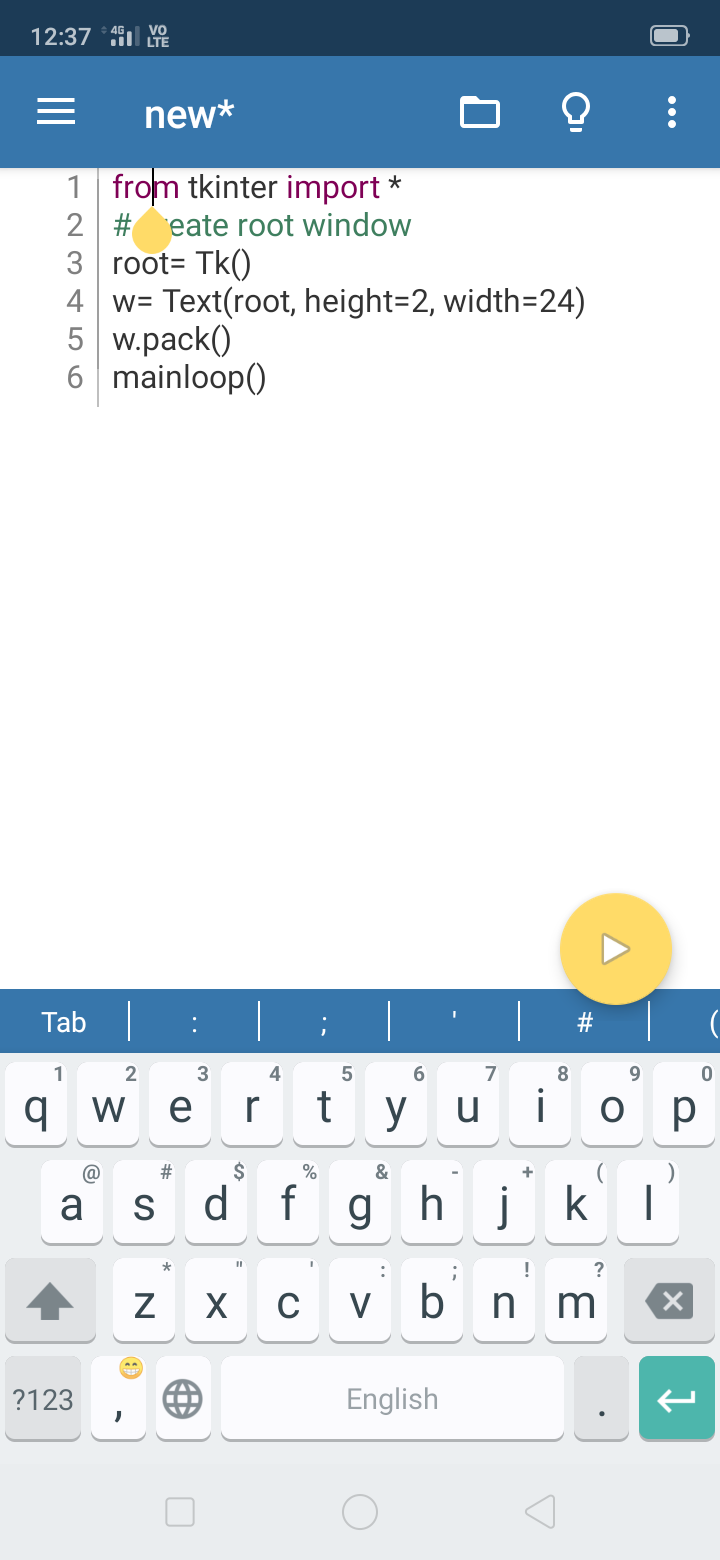 12:37 4G VO LTE
new*
1 from tkinter import *
2 # eate root window
3 root= Tk()
4 w= Text(root, height=2, width=24)
5 w.pack()
6 mainloop()
Tab : ; ' # (
1 2 3 4 5 6 7 8 9 0
q w e r t y u i o p
@ # $ % & - + ( )
a s d f g h j k l
* " ' : ; ! ?
z x c v b n m
?123 , English .